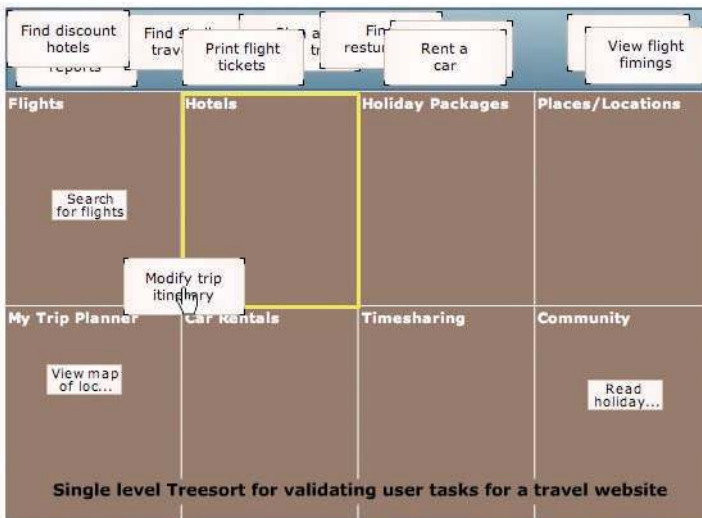 Find discount
hotels
reports
Find
trav
Print flight
tickets
Fin
restu
Rent a
car
View flight
fimings
Flights
Hotels
Holiday Packages
Places/Locations
Search
for flights
Modify trip
itinerary
My Trip Planner
Car Rentals
Timesharing
Community
View map
of loc...
Read
holiday...
Single level Treesort for validating user tasks for a travel website